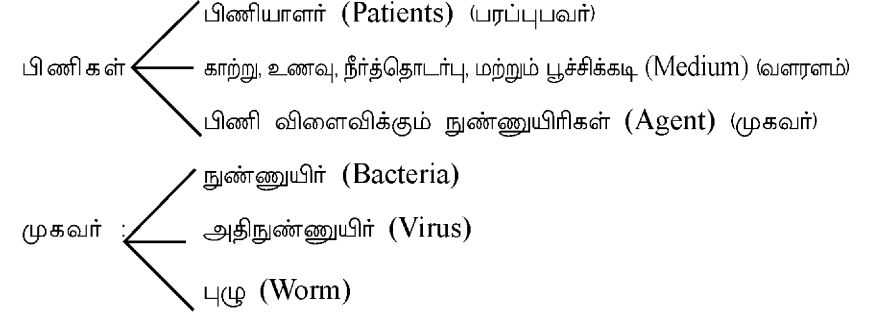 பிணியாளர் (Patients) (பரப்புபவர்)
பிணிகள் காற்று, உணவு, நீர்த்தொடர்பு, மற்றும் பூச்சிக்கடி (Medium) (வளரளம்)
பிணி விளைவிக்கும் நுண்ணுயிரிகள் (Agent) (முகவர்)
நுண்ணுயிர் (Bacteria)
முகவர் : அதிநுண்ணுயிர் (Virus)
புழு (Worm)